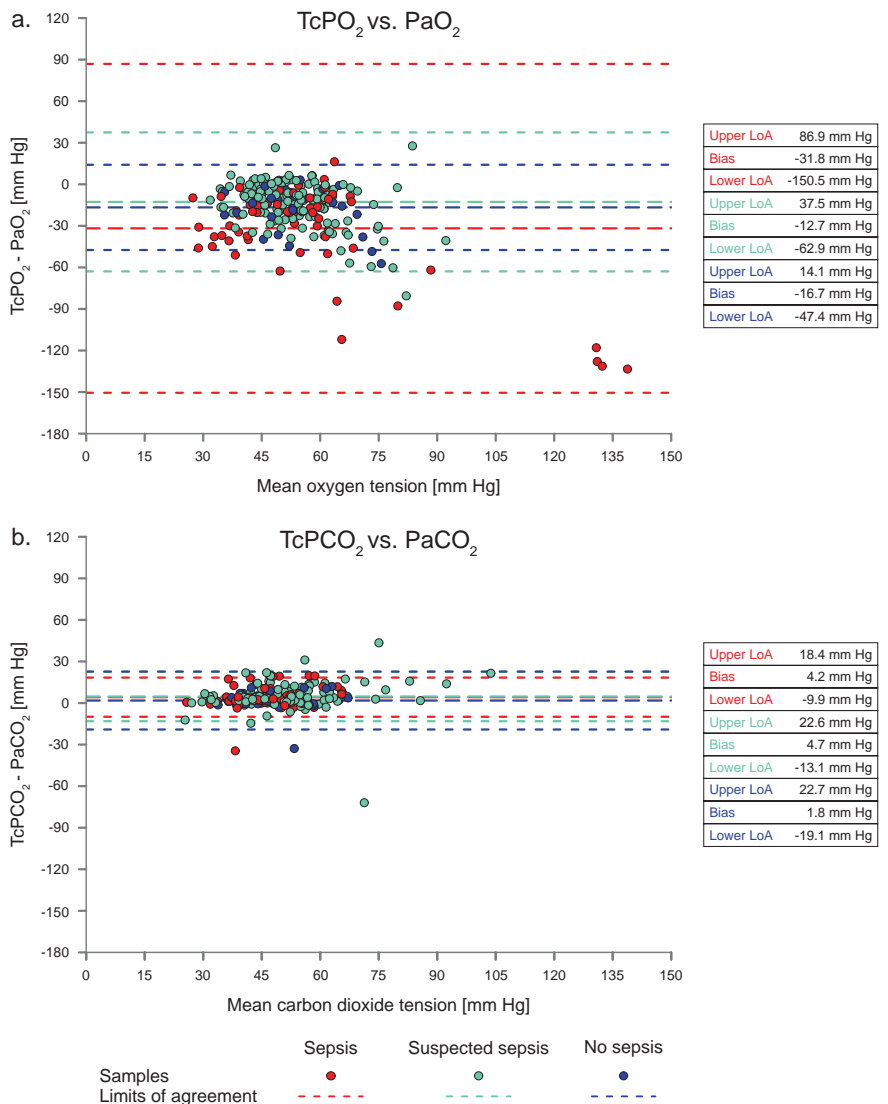 a.
TcPO₂ vs. PaO₂
120
90
60
30
0
-30
-60
-90
-120
-150
-180
TcPO₂ - PaO₂ [mm Hg]
0 15 30 45 60 75 90 105 120 135 150
Mean oxygen tension [mm Hg]
Upper LoA 86.9 mm Hg
Bias -31.8 mm Hg
Lower LoA -150.5 mm Hg
Upper LoA 37.5 mm Hg
Bias -12.7 mm Hg
Lower LoA -62.9 mm Hg
Upper LoA 14.1 mm Hg
Bias -16.7 mm Hg
Lower LoA -47.4 mm Hg
b.
TcPCO₂ vs. PaCO₂
120
90
60
30
0
-30
-60
-90
-120
-150
-180
TcPCO₂ - PaCO₂ [mm Hg]
0 15 30 45 60 75 90 105 120 135 150
Mean carbon dioxide tension [mm Hg]
Upper LoA 18.4 mm Hg
Bias 4.2 mm Hg
Lower LoA -9.9 mm Hg
Upper LoA 22.6 mm Hg
Bias 4.7 mm Hg
Lower LoA -13.1 mm Hg
Upper LoA 22.7 mm Hg
Bias 1.8 mm Hg
Lower LoA -19.1 mm Hg
Sepsis Suspected sepsis No sepsis
Samples
Limits of agreement